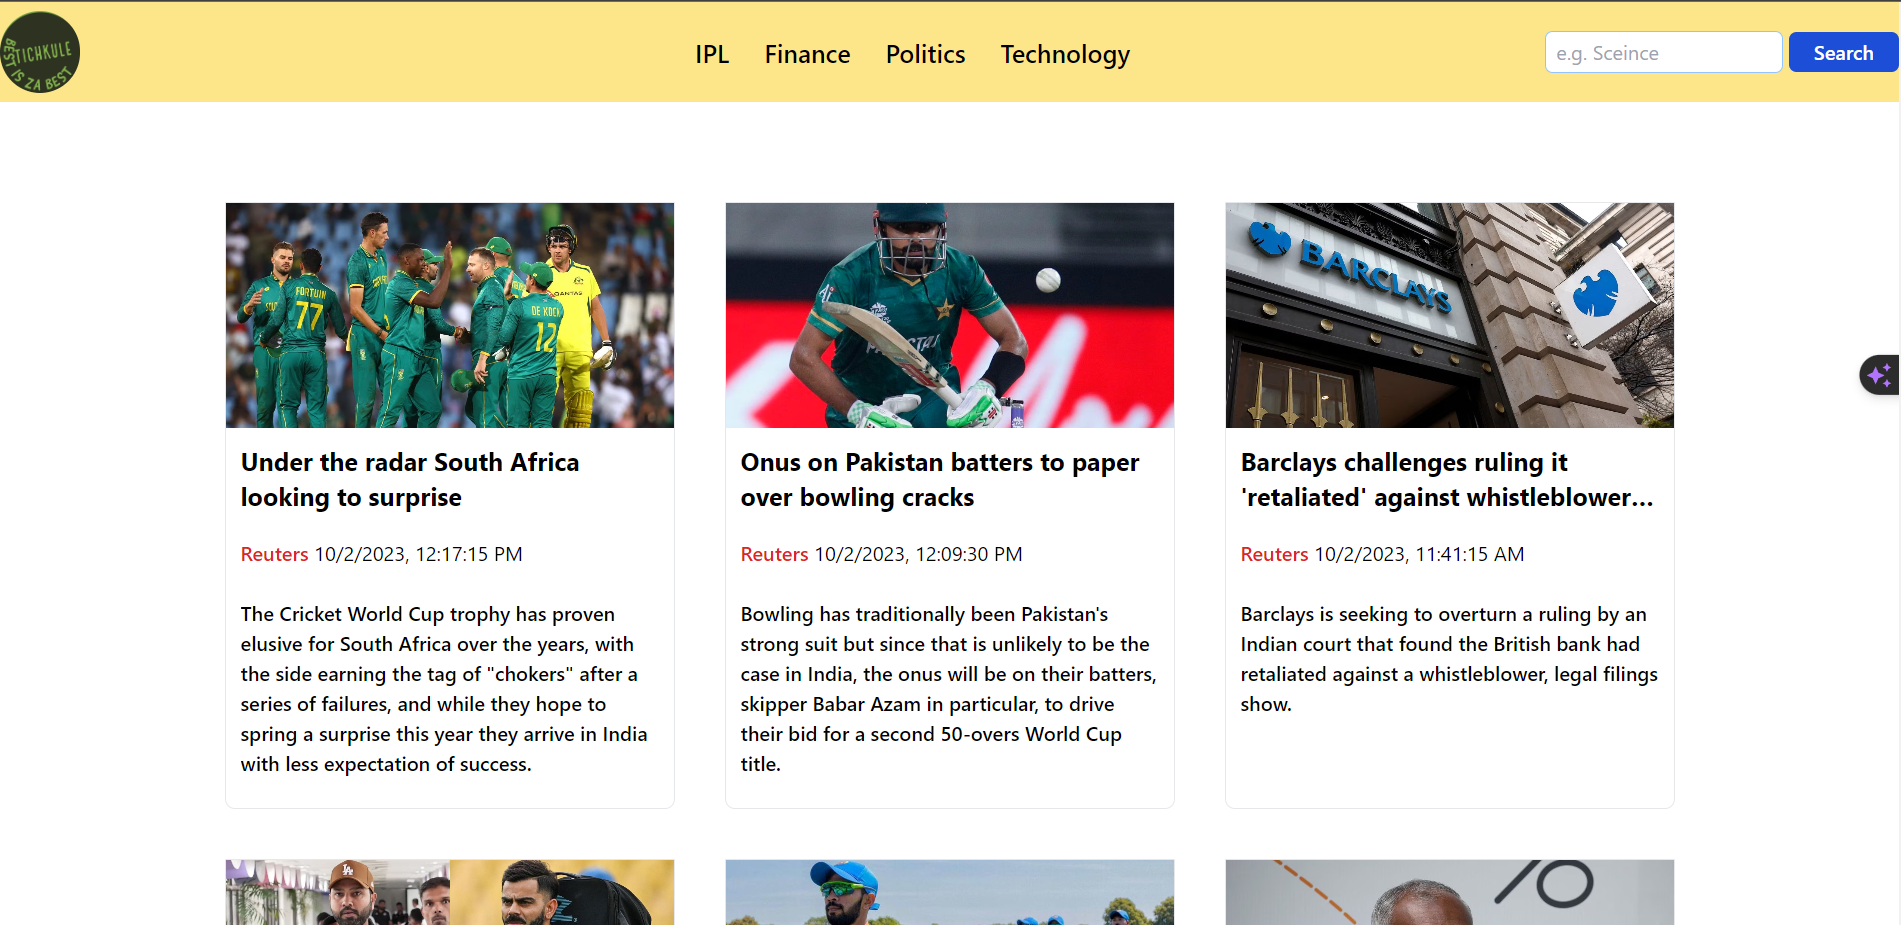 TICHKULE
BEST IS ZA BEST
IPL Finance Politics Technology
e.g. Sceince
Search
FORTUIN
77
DE KOCK
12
QANTAS
PAKISTAN
BARCLAYS
Under the radar South Africa
looking to surprise
Reuters 10/2/2023, 12:17:15 PM
The Cricket World Cup trophy has proven
elusive for South Africa over the years, with
the side earning the tag of "chokers" after a
series of failures, and while they hope to
spring a surprise this year they arrive in India
with less expectation of success.
Onus on Pakistan batters to paper
over bowling cracks
Reuters 10/2/2023, 12:09:30 PM
Bowling has traditionally been Pakistan's
strong suit but since that is unlikely to be the
case in India, the onus will be on their batters,
skipper Babar Azam in particular, to drive
their bid for a second 50-overs World Cup
title.
Barclays challenges ruling it
'retaliated' against whistleblower...
Reuters 10/2/2023, 11:41:15 AM
Barclays is seeking to overturn a ruling by an
Indian court that found the British bank had
retaliated against a whistleblower, legal filings
show.
LA